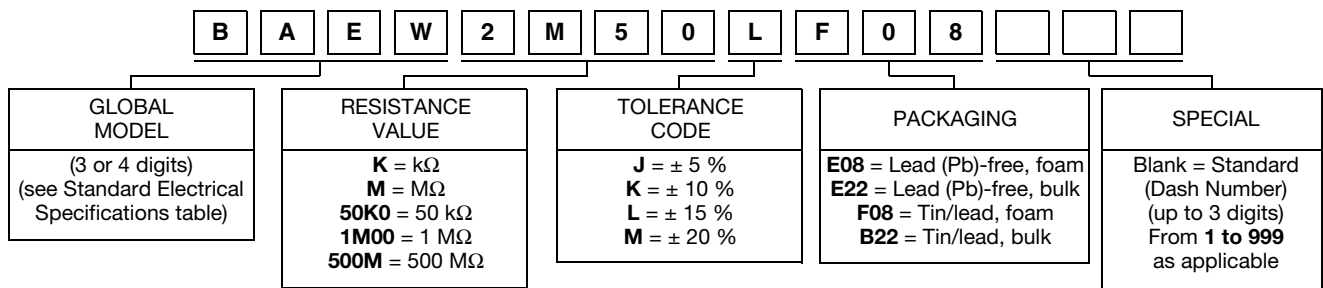 B A E W 2 M 5 0 L F 0 8
GLOBAL
MODEL
(3 or 4 digits)
(see Standard Electrical
Specifications table)
RESISTANCE
VALUE
K = kΩ
M = MΩ
50K0 = 50 kΩ
1M00 = 1 MΩ
500M = 500 MΩ
TOLERANCE
CODE
J = ± 5 %
K = ± 10 %
L = ± 15 %
M = ± 20 %
PACKAGING
E08 = Lead (Pb)-free, foam
E22 = Lead (Pb)-free, bulk
F08 = Tin/lead, foam
B22 = Tin/lead, bulk
SPECIAL
Blank = Standard
(Dash Number)
(up to 3 digits)
From 1 to 999
as applicable